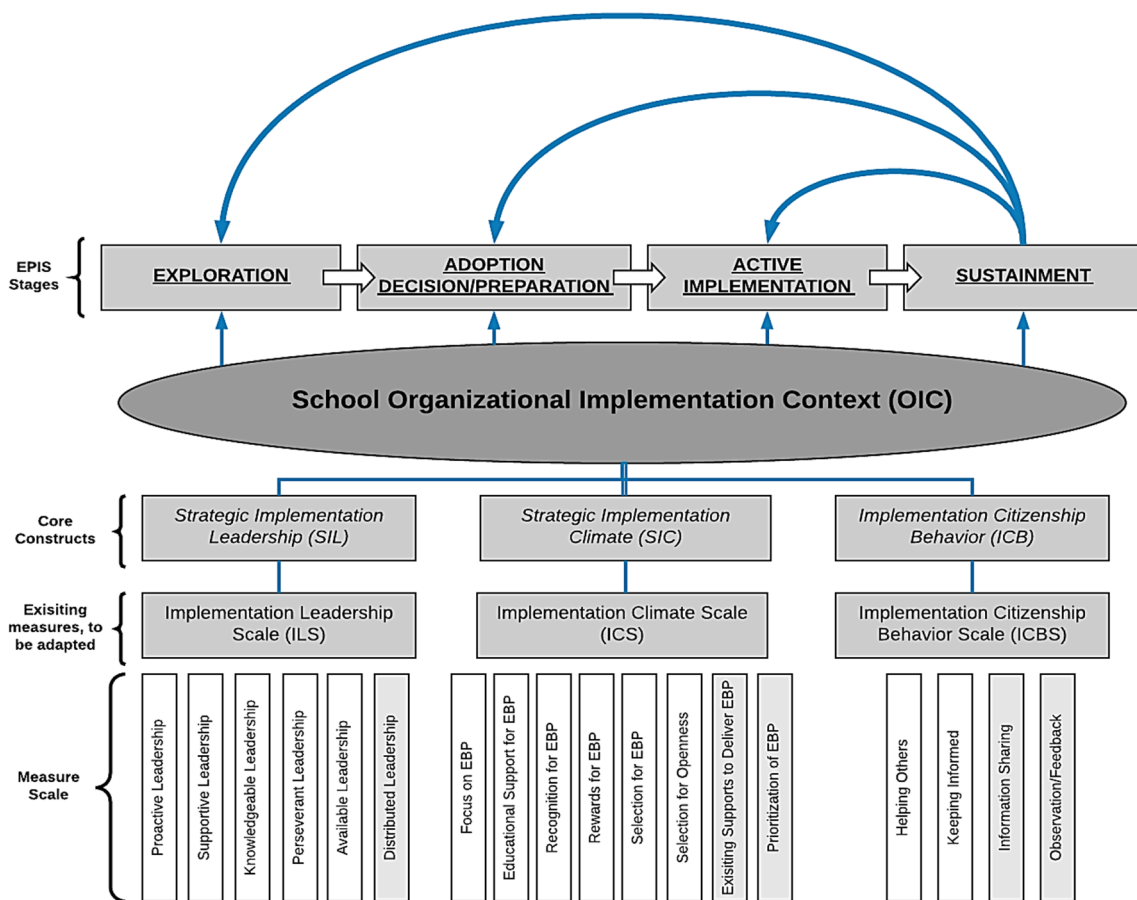 EPIS
Stages
EXPLORATION
ADOPTION
DECISION/PREPARATION
ACTIVE
IMPLEMENTATION
SUSTAINMENT
School Organizational Implementation Context (OIC)
Core
Constructs
Strategic Implementation
Leadership (SIL)
Strategic Implementation
Climate (SIC)
Implementation Citizenship
Behavior (ICB)
Exisiting
measures, to
be adapted
Implementation Leadership
Scale (ILS)
Implementation Climate Scale
(ICS)
Implementation Citizenship
Behavior Scale (ICBS)
Measure
Scale
Proactive Leadership
Supportive Leadership
Knowledgeable Leadership
Perseverant Leadership
Available Leadership
Distributed Leadership
Focus on EBP
Educational Support for EBP
Recognition for EBP
Rewards for EBP
Selection for EBP
Selection for Openness
Exisiting Supports to Deliver EBP
Prioritization of EBP
Helping Others
Keeping Informed
Information Sharing
Observation/Feedback